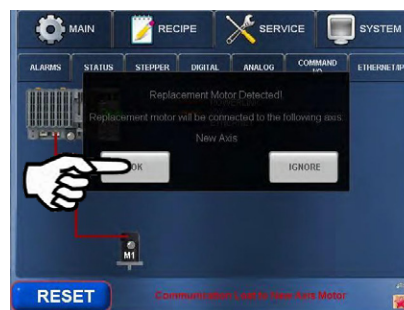 MAIN RECIPE SERVICE SYSTEM
ALARMS STATUS STEPPER DIGITAL ANALOG COMMAND I/O ETHERNET/IP
Replacement Motor Detected!
Replacement motor will be connected to the following axis
New Axis
OK IGNORE
M1
RESET Communication Lost to New Axis Motor